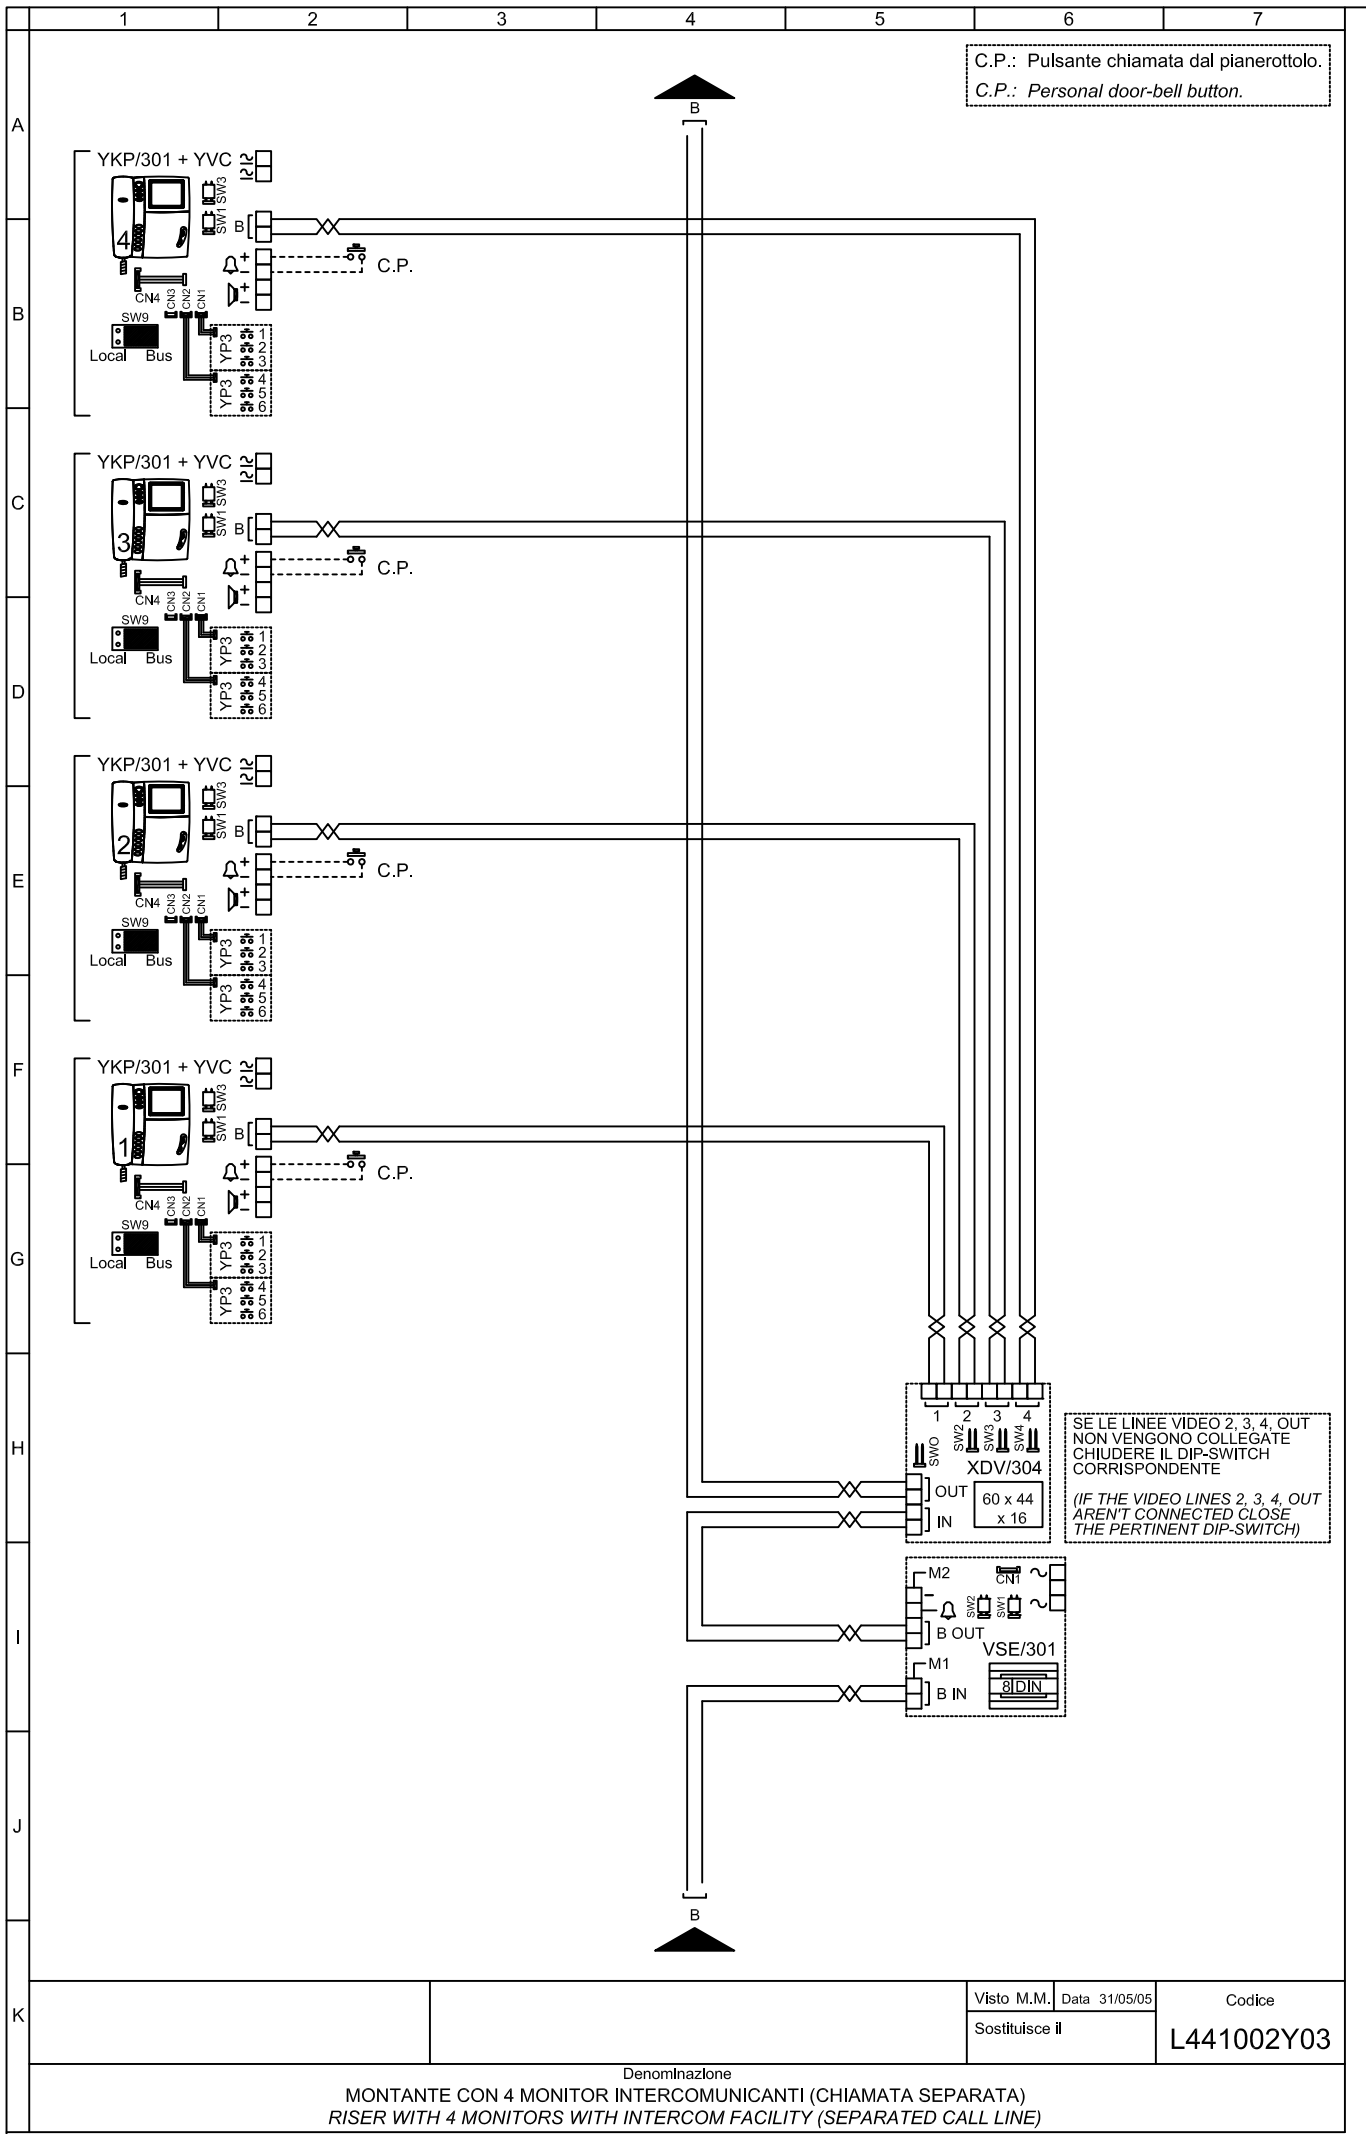 1 2 3 4 5 6 7
C.P.: Pulsante chiamata dal pianerottolo.
C.P.: Personal door-bell button.
B
A
YKP/301 + YVC
SW3
SW1
B
4
C.P.
+
-
+
-
CN4
CN3
CN2
CN1
SW9
Local Bus
YP3
1
2
3
YP3
4
5
6
B
YKP/301 + YVC
SW3
SW1
B
3
C.P.
+
-
+
-
CN4
CN3
CN2
CN1
SW9
Local Bus
YP3
1
2
3
YP3
4
5
6
C
D
YKP/301 + YVC
SW3
SW1
B
2
C.P.
+
-
+
-
CN4
CN3
CN2
CN1
SW9
Local Bus
YP3
1
2
3
YP3
4
5
6
E
F
YKP/301 + YVC
SW3
SW1
B
1
C.P.
+
-
+
-
CN4
CN3
CN2
CN1
SW9
Local Bus
YP3
1
2
3
YP3
4
5
6
G
H
1 2 3 4
SWO
SW2
SW3
SW4
XDV/304
OUT
60 x 44
x 16
IN
SE LE LINEE VIDEO 2, 3, 4, OUT
NON VENGONO COLLEGATE
CHIUDERE IL DIP-SWITCH
CORRISPONDENTE
(IF THE VIDEO LINES 2, 3, 4, OUT
AREN'T CONNECTED CLOSE
THE PERTINENT DIP-SWITCH)
I
M2
CN1
-
SW2
SW1
B OUT
VSE/301
M1
B IN
8 DIN
J
B
K
Visto M.M.
Data 31/05/05
Codice
Sostituisce il
L441002Y03
Denominazione
MONTANTE CON 4 MONITOR INTERCOMUNICANTI (CHIAMATA SEPARATA)
RISER WITH 4 MONITORS WITH INTERCOM FACILITY (SEPARATED CALL LINE)